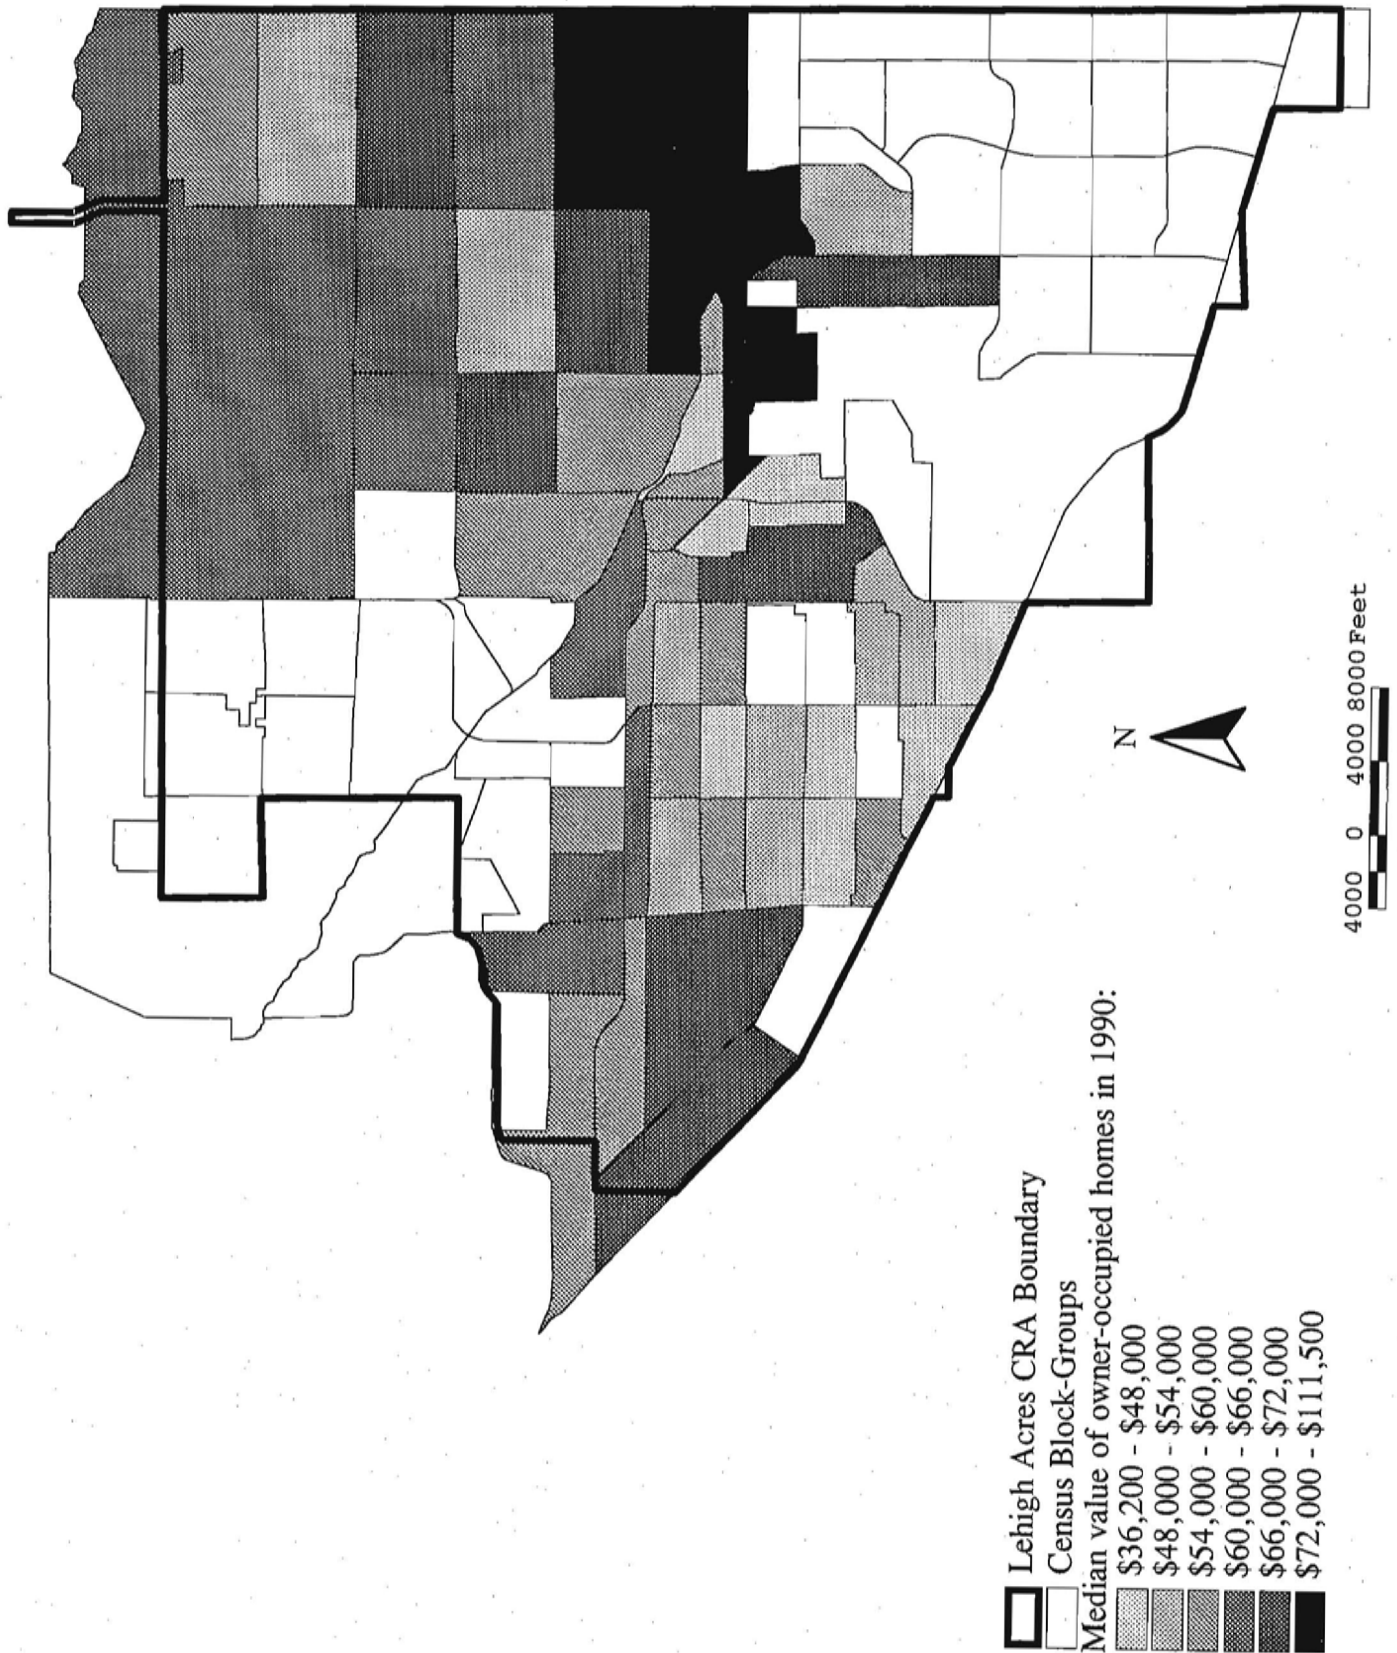 Lehigh Acres CRA Boundary
Census Block-Groups
Median value of owner-occupied homes in 1990:
$36,200 - $48,000
$48,000 - $54,000
$54,000 - $60,000
$60,000 - $66,000
$66,000 - $72,000
$72,000 - $111,500
N
4000 0 4000 8000 Feet